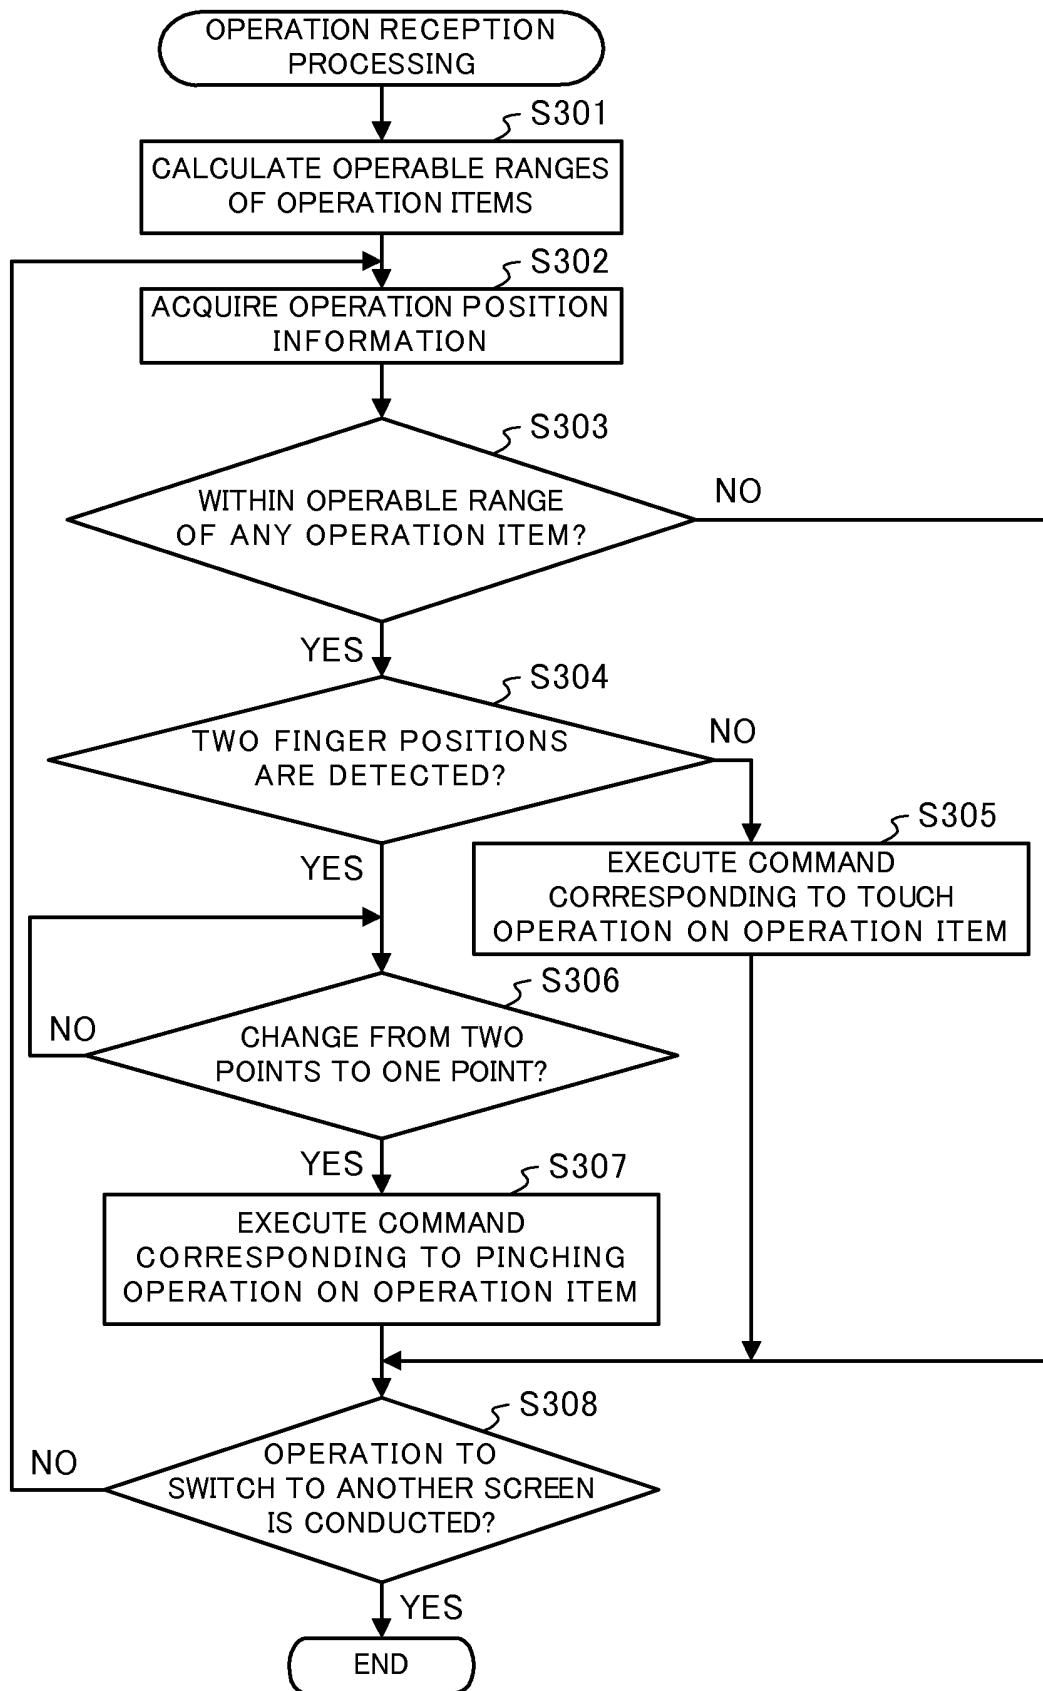 OPERATION RECEPTION
PROCESSING
S301
CALCULATE OPERABLE RANGES
OF OPERATION ITEMS
S302
ACQUIRE OPERATION POSITION
INFORMATION
S303
WITHIN OPERABLE RANGE
OF ANY OPERATION ITEM?
NO
YES
S304
TWO FINGER POSITIONS
ARE DETECTED?
NO
YES
S305
EXECUTE COMMAND
CORRESPONDING TO TOUCH
OPERATION ON OPERATION ITEM
S306
CHANGE FROM TWO
POINTS TO ONE POINT?
NO
YES
S307
EXECUTE COMMAND
CORRESPONDING TO PINCHING
OPERATION ON OPERATION ITEM
S308
OPERATION TO
SWITCH TO ANOTHER SCREEN
IS CONDUCTED?
NO
YES
END